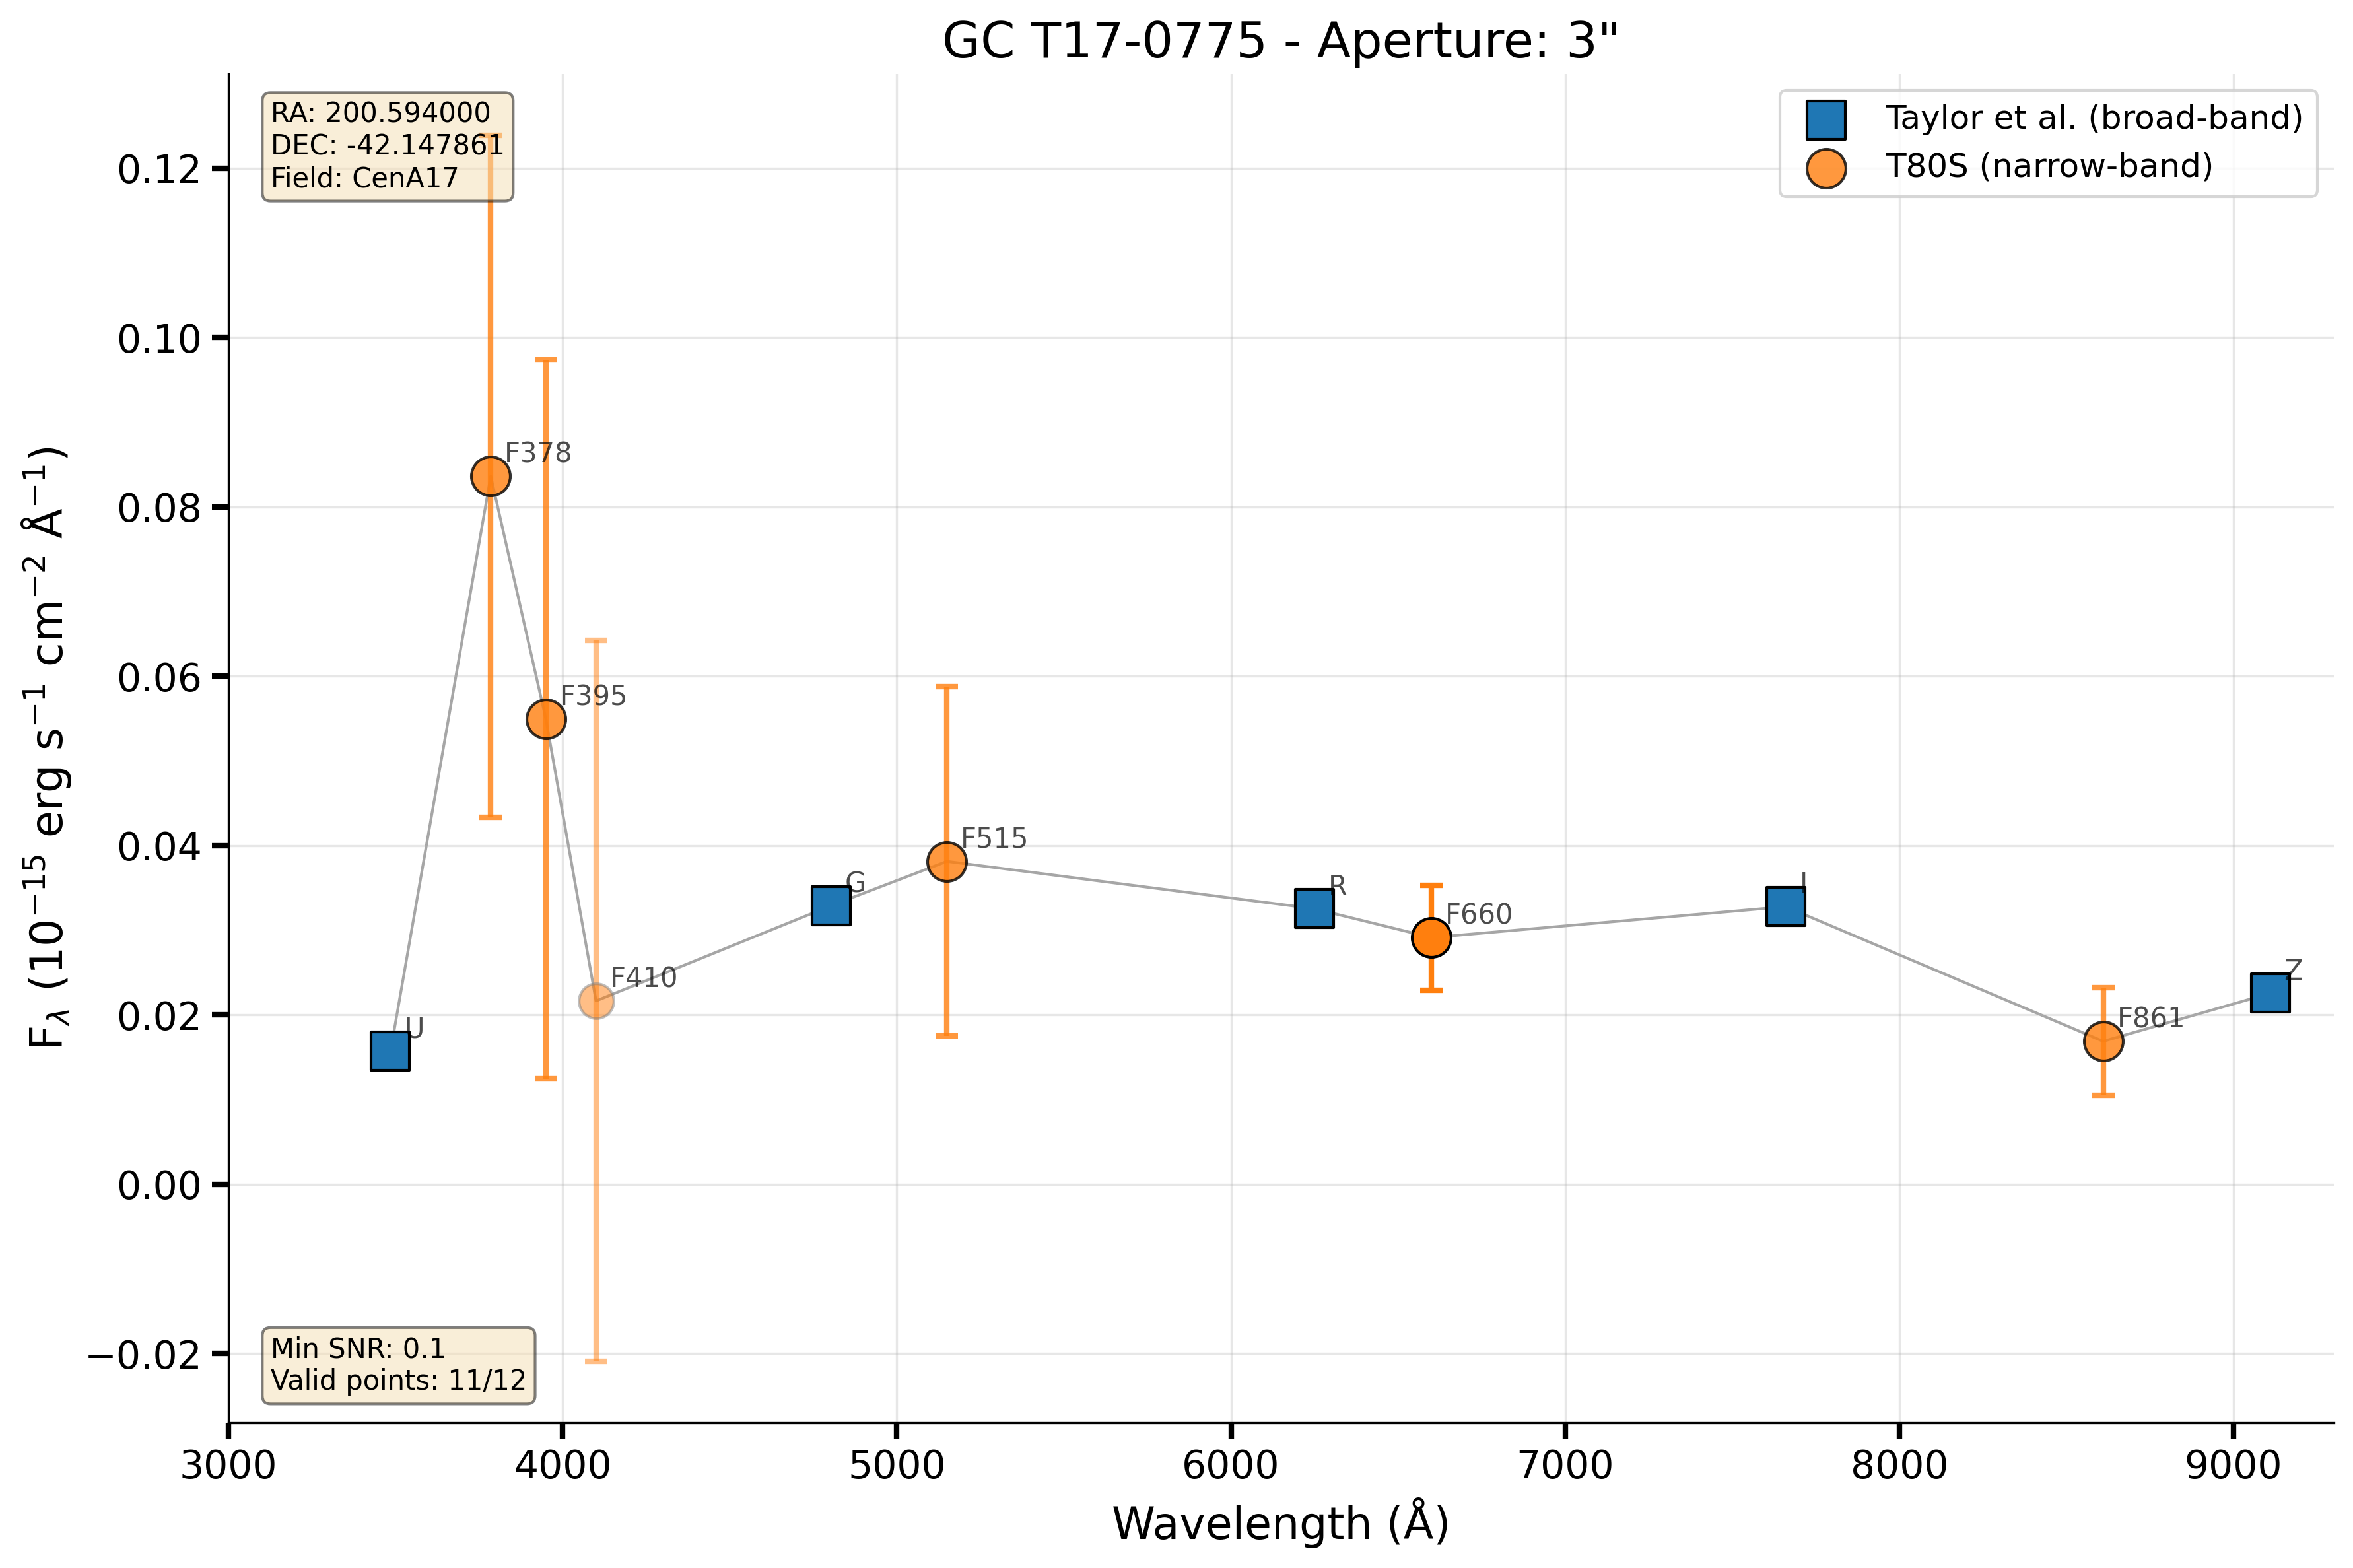 GC T17-0775 - Aperture: 3"
RA: 200.594000
DEC: -42.147861
Field: CenA17
Taylor et al. (broad-band)
T80S (narrow-band)
F_λ (10⁻¹⁵ erg s⁻¹ cm⁻² Å⁻¹)
0.12
0.10
0.08
0.06
0.04
0.02
0.00
−0.02
U
F378
F395
F410
G
F515
R
F660
I
F861
Z
Min SNR: 0.1
Valid points: 11/12
3000 4000 5000 6000 7000 8000 9000
Wavelength (Å)